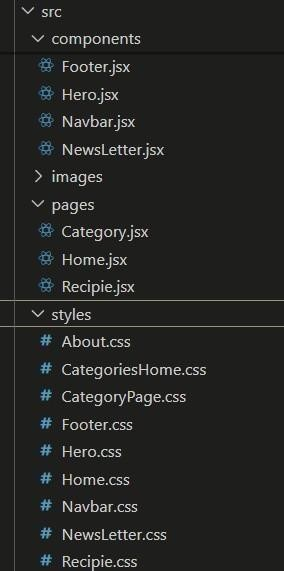 src
components
Footer.jsx
Hero.jsx
Navbar.jsx
NewsLetter.jsx
images
pages
Category.jsx
Home.jsx
Recipie.jsx
styles
# About.css
# CategoriesHome.css
# CategoryPage.css
# Footer.css
# Hero.css
# Home.css
# Navbar.css
# NewsLetter.css
# Recipie.css